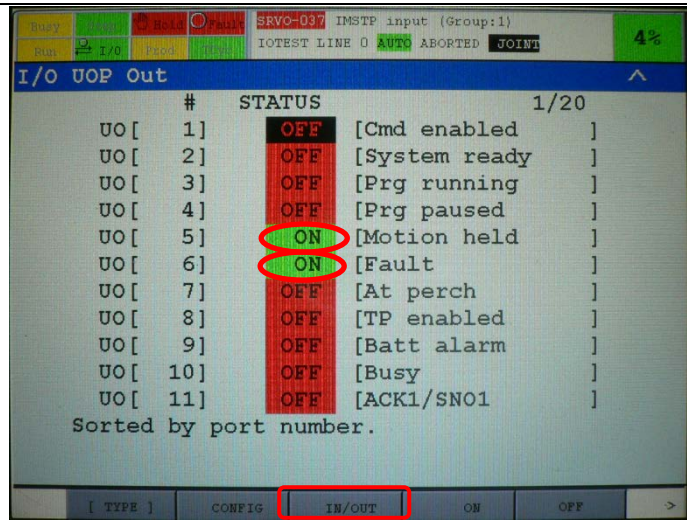 Busy Hold Fault SRVO-037 IMSTP input (Group:1)
Run I/O Prod IOTEST LINE 0 AUTO ABORTED JOINT 4%
I/O UOP Out
# STATUS 1/20
UO[ 1] OFF [Cmd enabled ]
UO[ 2] OFF [System ready ]
UO[ 3] OFF [Prg running ]
UO[ 4] OFF [Prg paused ]
UO[ 5] ON [Motion held ]
UO[ 6] ON [Fault ]
UO[ 7] OFF [At perch ]
UO[ 8] OFF [TP enabled ]
UO[ 9] OFF [Batt alarm ]
UO[ 10] OFF [Busy ]
UO[ 11] OFF [ACK1/SNO1 ]
Sorted by port number.
[ TYPE ] CONFIG IN/OUT ON OFF >